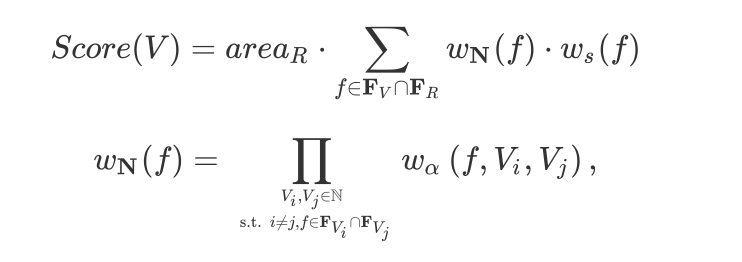 Score(V) = area_R · ∑_{f∈𝐅_V∩𝐅_R} w_𝐍(f) · w_s(f)
w_𝐍(f) = ∏_{V_i,V_j∈ℕ s.t. i≠j,f∈𝐅_{V_i}∩𝐅_{V_j}} w_α (f, V_i, V_j),